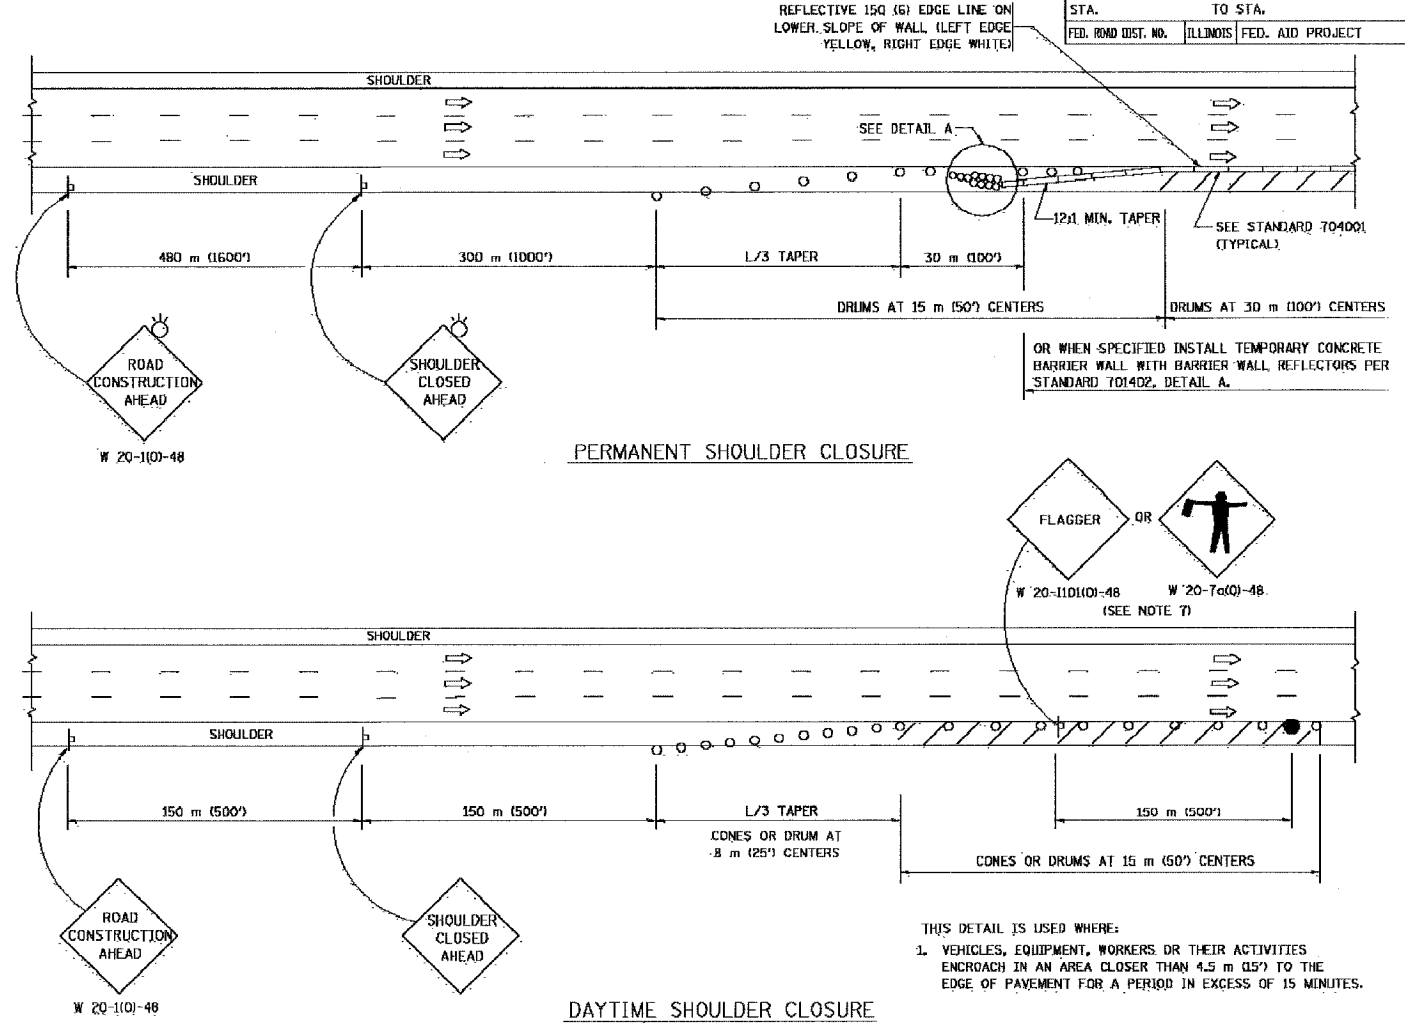 REFLECTIVE 150 (6) EDGE LINE ON
LOWER SLOPE OF WALL (LEFT EDGE
YELLOW, RIGHT EDGE WHITE)
STA. TO STA.
FED. ROAD DIST. NO. ILLINOIS FED. AID PROJECT
SHOULDER
SEE DETAIL A
SHOULDER
12:1 MIN. TAPER
SEE STANDARD 704001
(TYPICAL)
480 m (1600')
300 m (1000')
L/3 TAPER
30 m (100')
DRUMS AT 15 m (50') CENTERS
DRUMS AT 30 m (100') CENTERS
OR WHEN SPECIFIED INSTALL TEMPORARY CONCRETE
BARRIER WALL WITH BARRIER WALL REFLECTORS PER
STANDARD 701402, DETAIL A.
ROAD
CONSTRUCTION
AHEAD
W 20-1(O)-48
SHOULDER
CLOSED
AHEAD
PERMANENT SHOULDER CLOSURE
FLAGGER
OR
W 20-1101(O)-48
W 20-7a(O)-48
(SEE NOTE 7)
SHOULDER
SHOULDER
150 m (500')
150 m (500')
L/3 TAPER
CONES OR DRUM AT
8 m (25') CENTERS
150 m (500')
CONES OR DRUMS AT 15 m (50') CENTERS
ROAD
CONSTRUCTION
AHEAD
W 20-1(O)-48
SHOULDER
CLOSED
AHEAD
THIS DETAIL IS USED WHERE:
1. VEHICLES, EQUIPMENT, WORKERS OR THEIR ACTIVITIES
ENCROACH IN AN AREA CLOSER THAN 4.5 m (15') TO THE
EDGE OF PAVEMENT FOR A PERIOD IN EXCESS OF 15 MINUTES.
DAYTIME SHOULDER CLOSURE